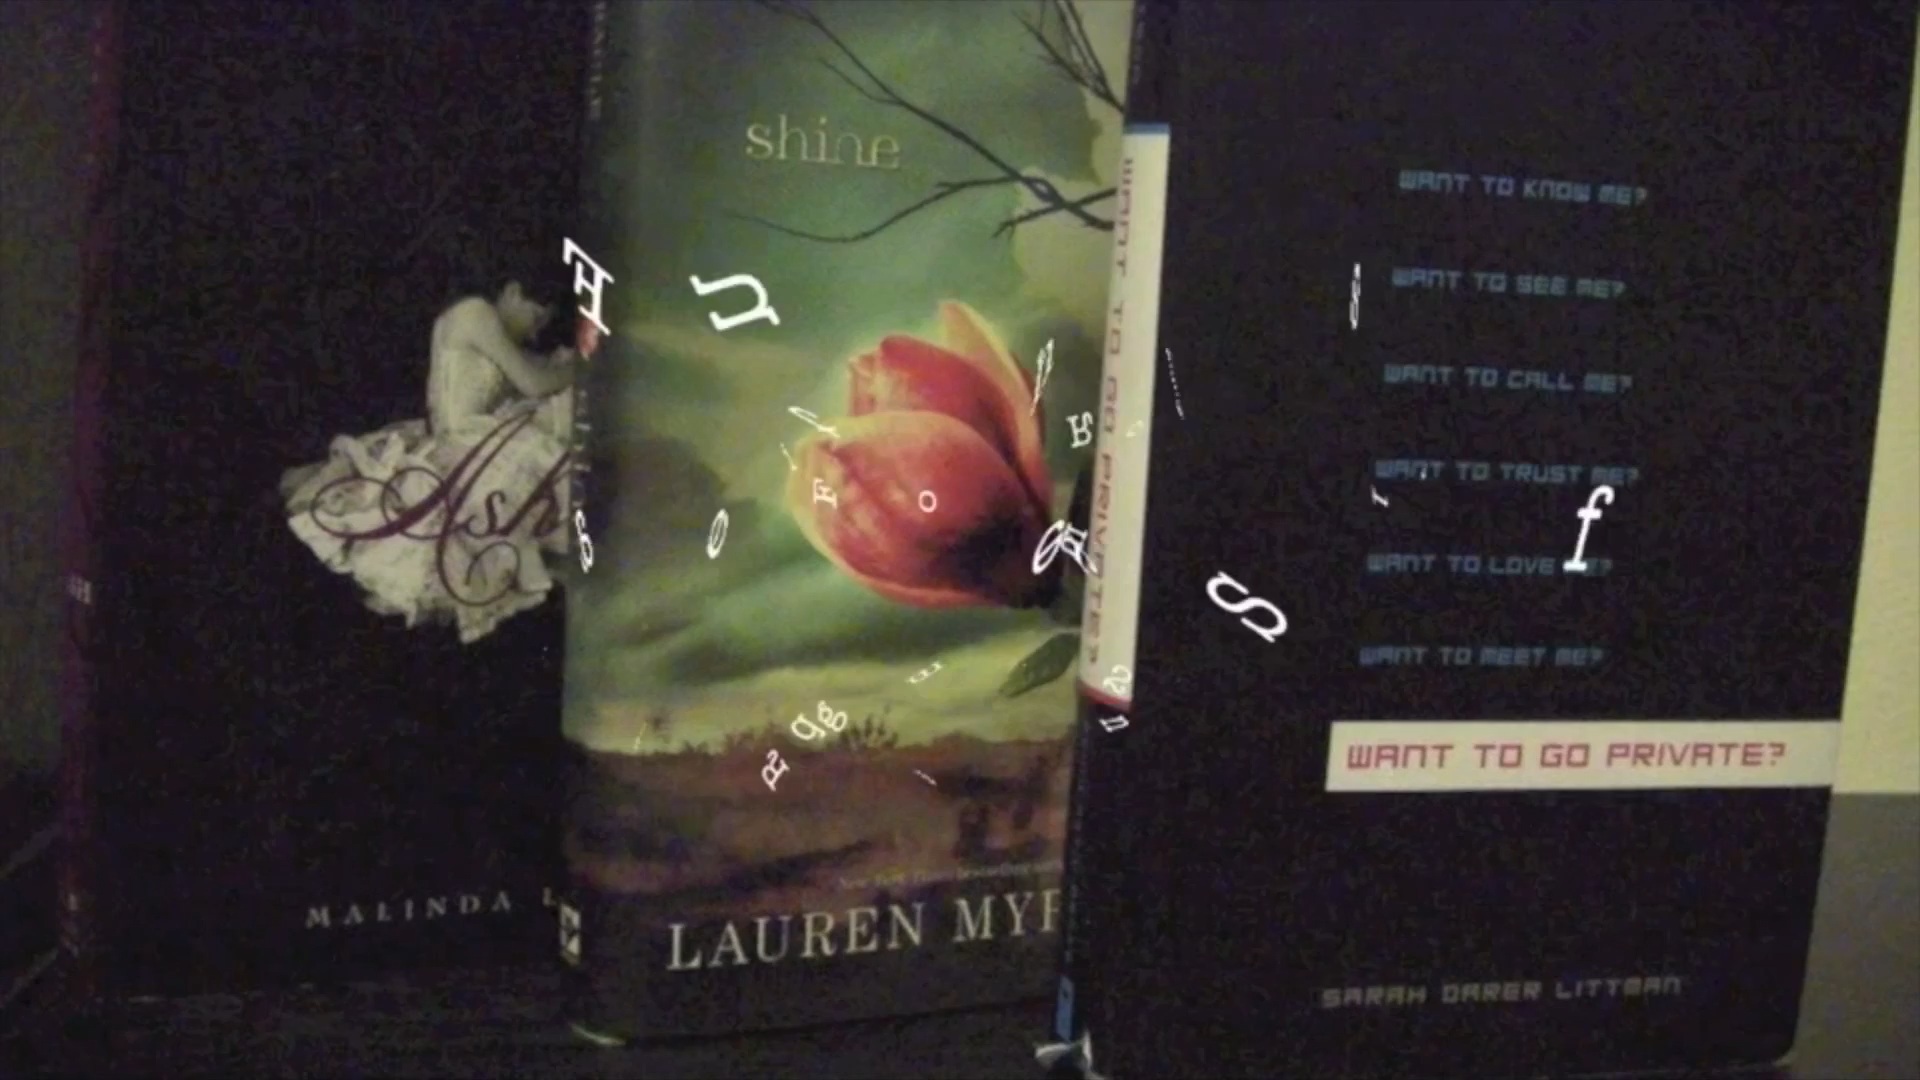 Ash
MALINDA L
shine
LAUREN MYR
WANT TO GO PRIVATE?
WANT TO KNOW ME?
WANT TO SEE ME?
WANT TO CALL ME?
WANT TO TRUST ME?
WANT TO LOVE ME?
WANT TO MEET ME?
WANT TO GO PRIVATE?
SARAH DARER LITTMAN